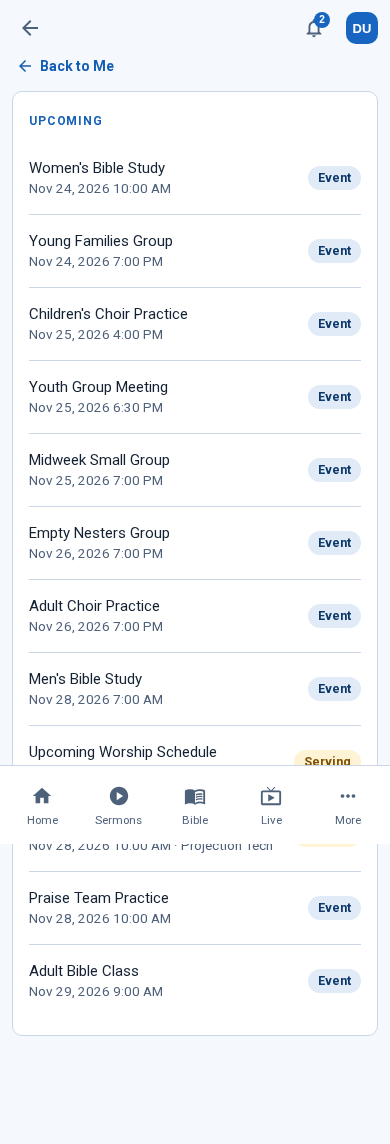 2
DU
Back to Me
UPCOMING
Women's Bible Study
Nov 24, 2026 10:00 AM
Event
Young Families Group
Nov 24, 2026 7:00 PM
Event
Children's Choir Practice
Nov 25, 2026 4:00 PM
Event
Youth Group Meeting
Nov 25, 2026 6:30 PM
Event
Midweek Small Group
Nov 25, 2026 7:00 PM
Event
Empty Nesters Group
Nov 26, 2026 7:00 PM
Event
Adult Choir Practice
Nov 26, 2026 7:00 PM
Event
Men's Bible Study
Nov 28, 2026 7:00 AM
Event
Upcoming Worship Schedule
Serving
Home
Sermons
Bible
Live
More
Nov 28, 2026 10:00 AM · Projection Tech
Praise Team Practice
Nov 28, 2026 10:00 AM
Event
Adult Bible Class
Nov 29, 2026 9:00 AM
Event